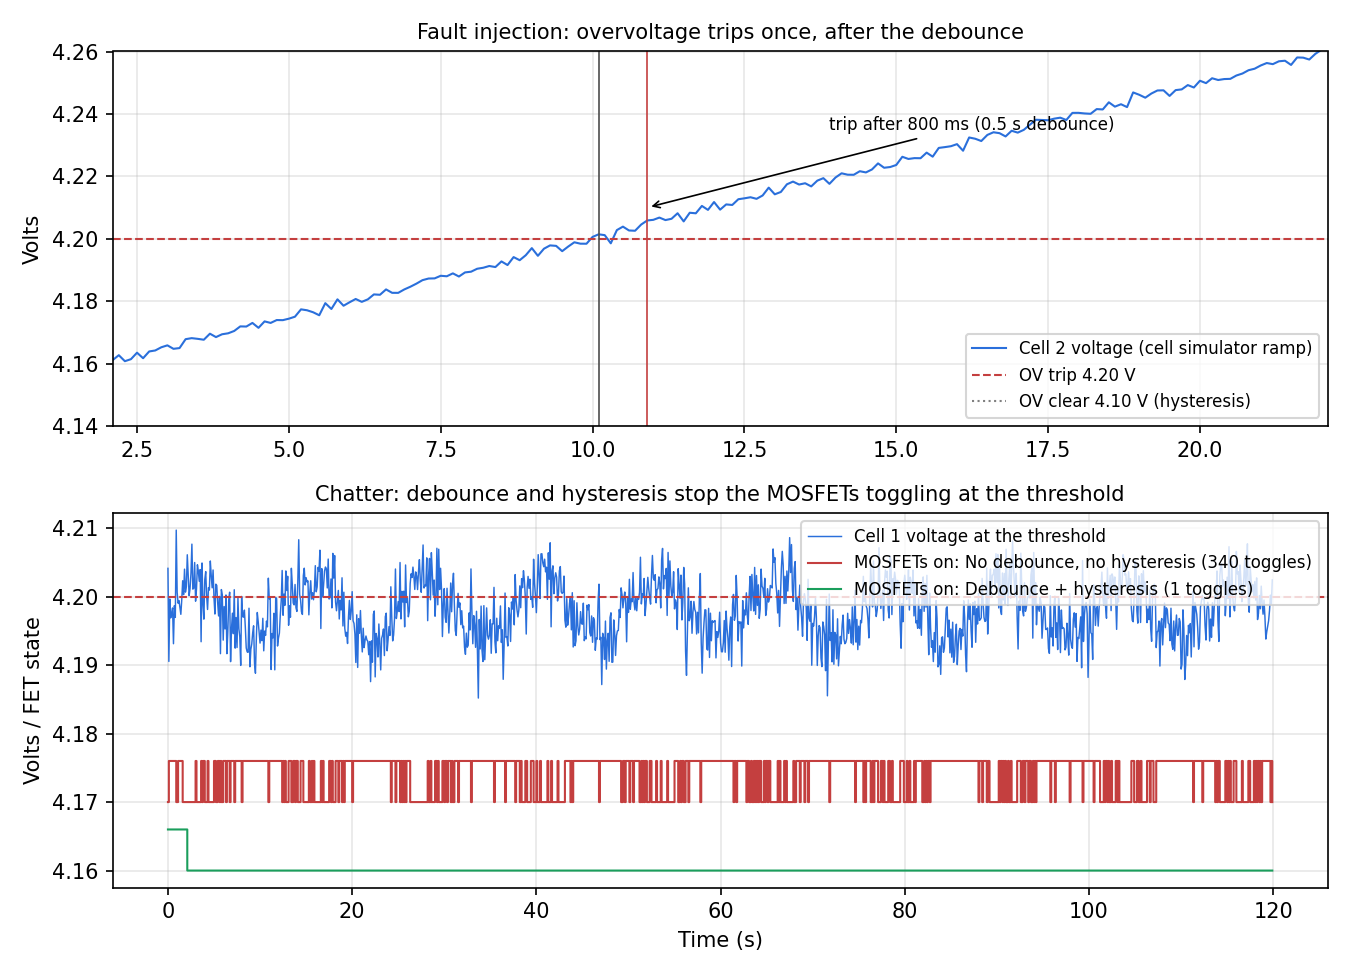 Fault injection: overvoltage trips once, after the debounce
4.26
4.24
4.22
4.20
4.18
4.16
4.14
Volts
trip after 800 ms (0.5 s debounce)
Cell 2 voltage (cell simulator ramp)
OV trip 4.20 V
OV clear 4.10 V (hysteresis)
2.5 5.0 7.5 10.0 12.5 15.0 17.5 20.0
Chatter: debounce and hysteresis stop the MOSFETs toggling at the threshold
4.21
4.20
4.19
4.18
4.17
4.16
Volts / FET state
Cell 1 voltage at the threshold
MOSFETs on: No debounce, no hysteresis (340 toggles)
MOSFETs on: Debounce + hysteresis (1 toggles)
0 20 40 60 80 100 120
Time (s)